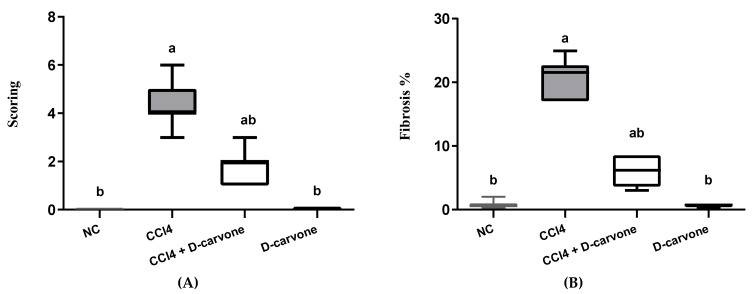 Scoring
8
6
4
2
0
a
ab
b
b
NC
CCl4
CCl4 + D-carvone
D-carvone
(A)
Fibrosis %
30
20
10
0
a
ab
b
b
NC
CCl4
CCl4 + D-carvone
D-carvone
(B)